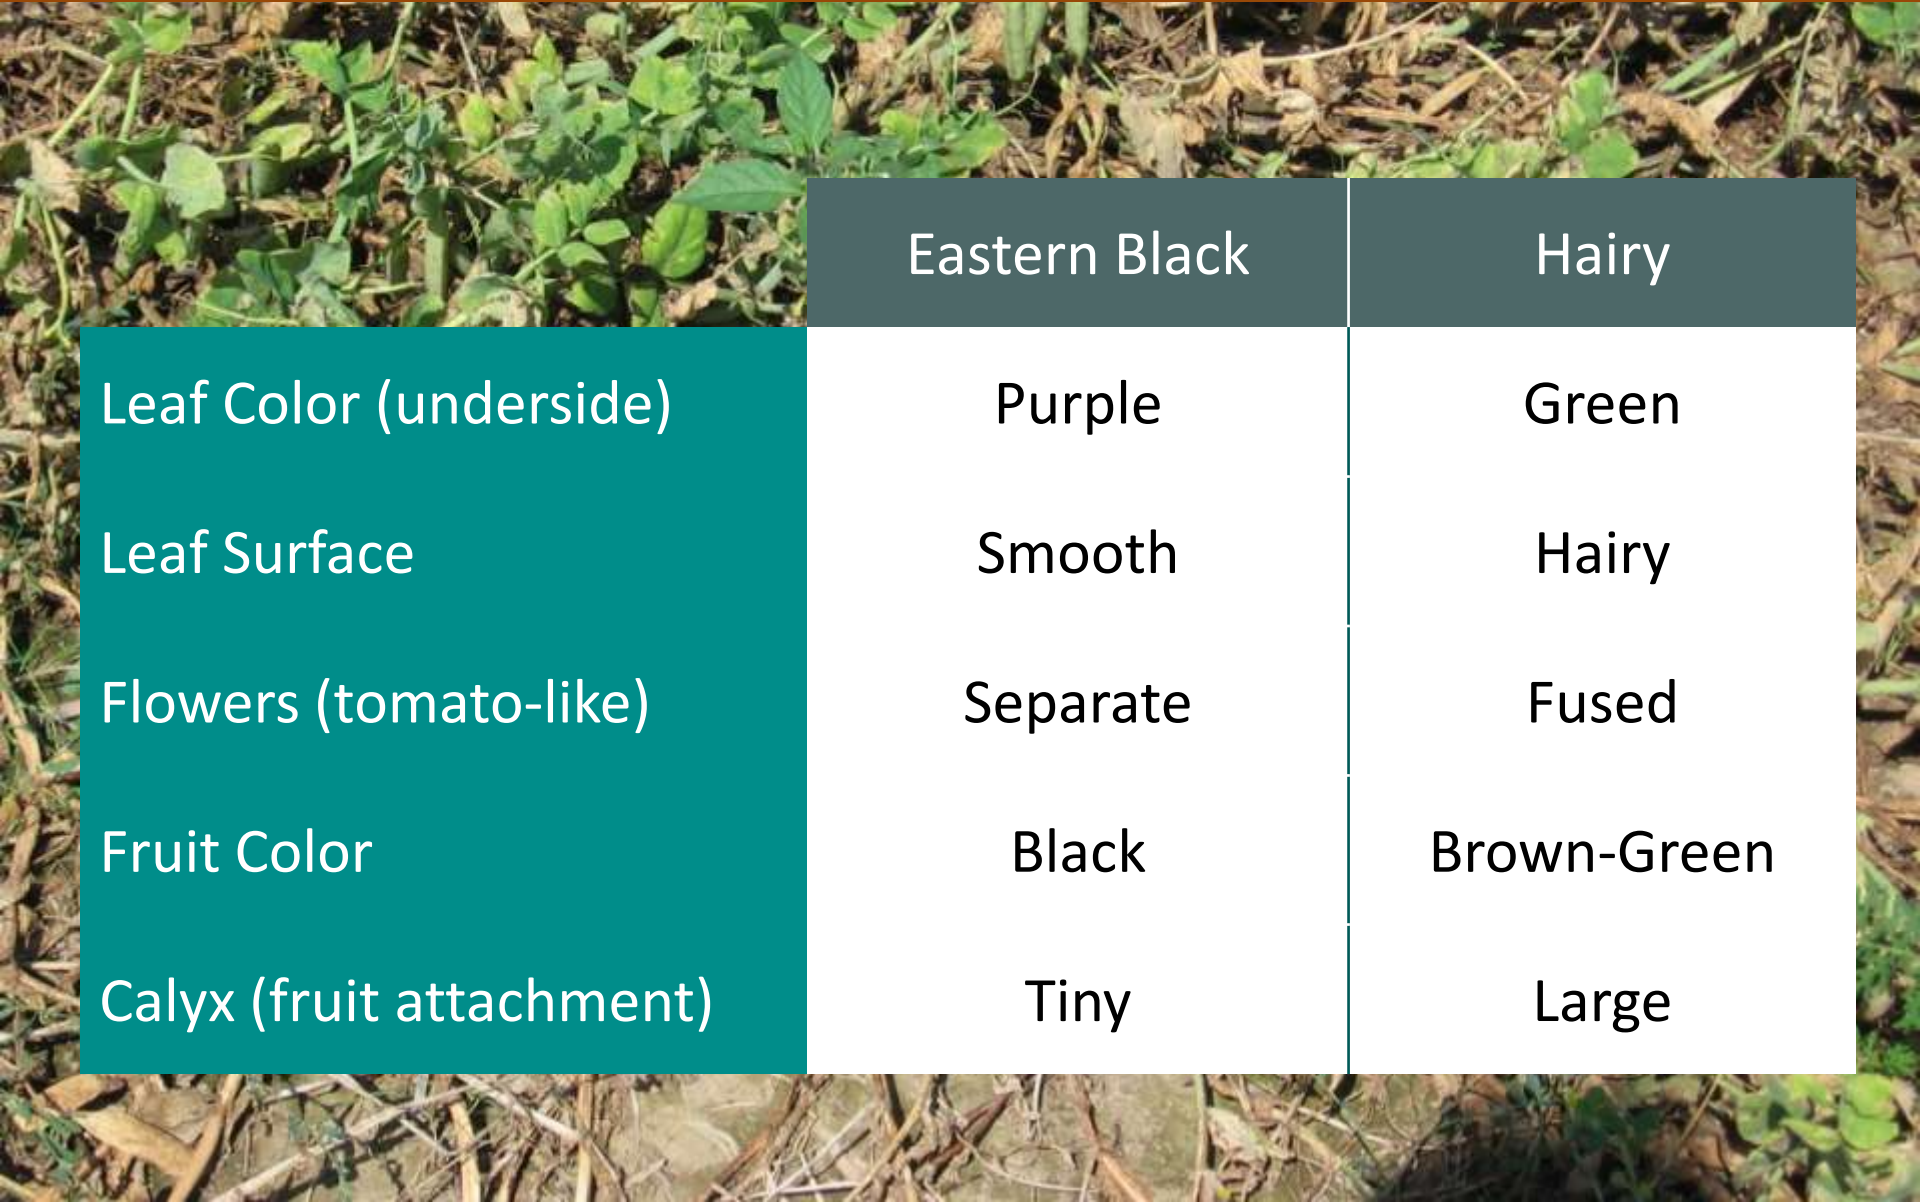 Eastern Black Hairy
Leaf Color (underside) Purple Green
Leaf Surface Smooth Hairy
Flowers (tomato-like) Separate Fused
Fruit Color Black Brown-Green
Calyx (fruit attachment) Tiny Large